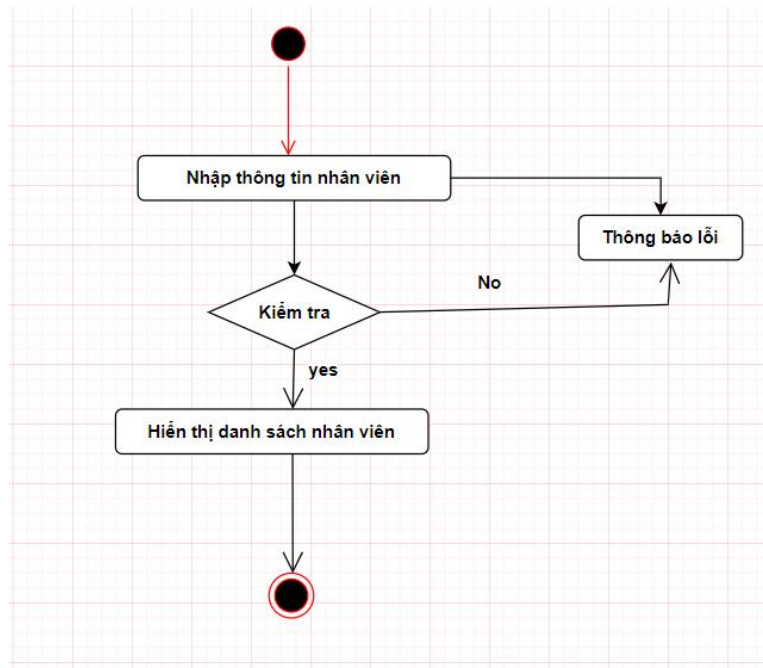 Nhập thông tin nhân viên
Thông báo lỗi
No
Kiểm tra
yes
Hiển thị danh sách nhân viên